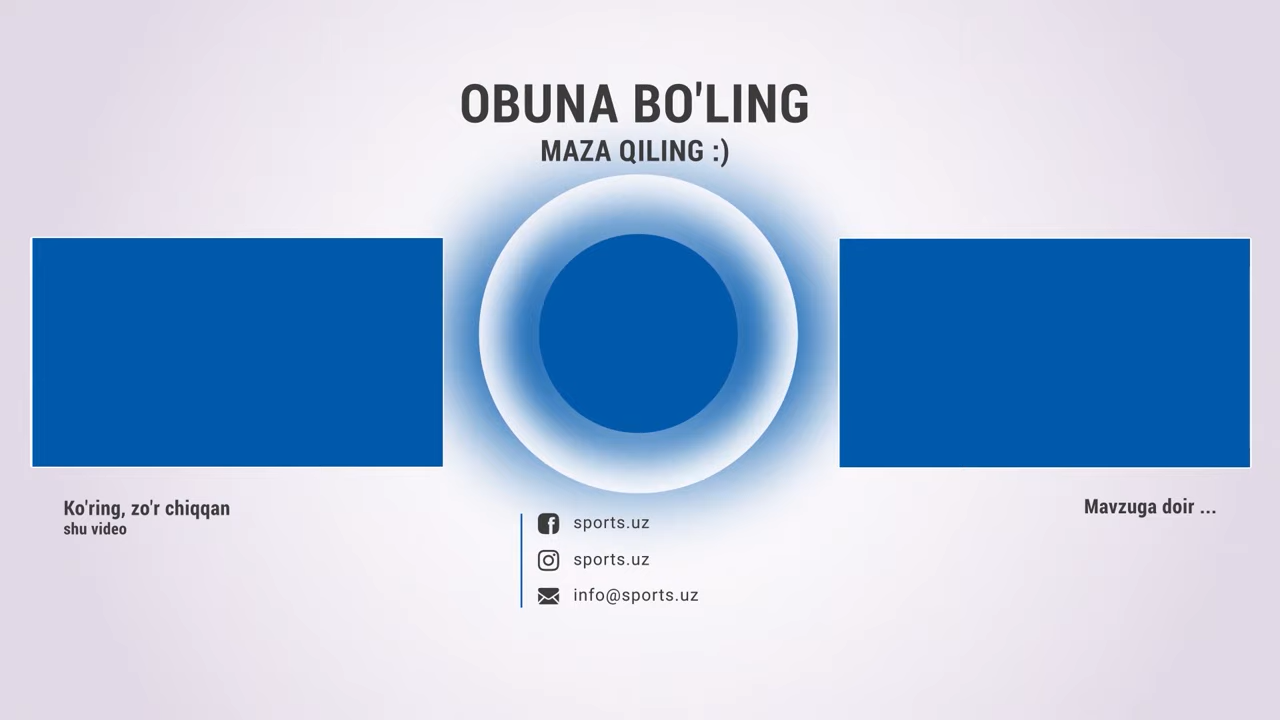 OBUNA BO'LING
MAZA QILING :)
Ko'ring, zo'r chiqqan
shu video
Mavzuga doir ...
sports.uz
sports.uz
info@sports.uz